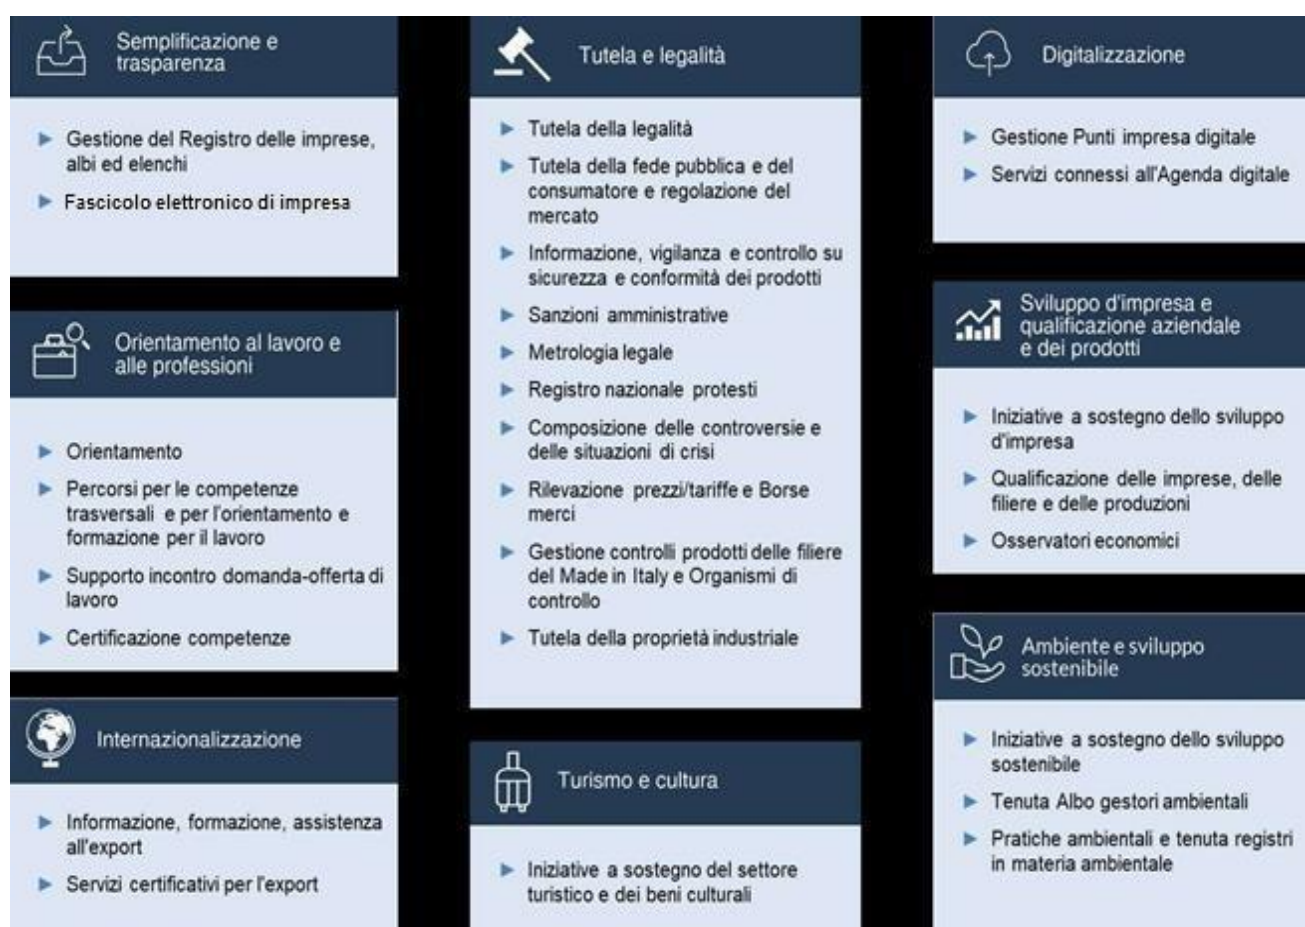 Semplificazione e
trasparenza
Gestione del Registro delle imprese,
albi ed elenchi
Fascicolo elettronico di impresa
Orientamento al lavoro e
alle professioni
Orientamento
Percorsi per le competenze
trasversali e per l'orientamento e
formazione per il lavoro
Supporto incontro domanda-offerta di
lavoro
Certificazione competenze
Internazionalizzazione
Informazione, formazione, assistenza
all'export
Servizi certificativi per l'export
Tutela e legalità
Tutela della legalità
Tutela della fede pubblica e del
consumatore e regolazione del
mercato
Informazione, vigilanza e controllo su
sicurezza e conformità dei prodotti
Sanzioni amministrative
Metrologia legale
Registro nazionale protesti
Composizione delle controversie e
delle situazioni di crisi
Rilevazione prezzi/tariffe e Borse
merci
Gestione controlli prodotti delle filiere
del Made in Italy e Organismi di
controllo
Tutela della proprietà industriale
Turismo e cultura
Iniziative a sostegno del settore
turistico e dei beni culturali
Digitalizzazione
Gestione Punti impresa digitale
Servizi connessi all'Agenda digitale
Sviluppo d'impresa e
qualificazione aziendale
e dei prodotti
Iniziative a sostegno dello sviluppo
d'impresa
Qualificazione delle imprese, delle
filiere e delle produzioni
Osservatori economici
Ambiente e sviluppo
sostenibile
Iniziative a sostegno dello sviluppo
sostenibile
Tenuta Albo gestori ambientali
Pratiche ambientali e tenuta registri
in materia ambientale